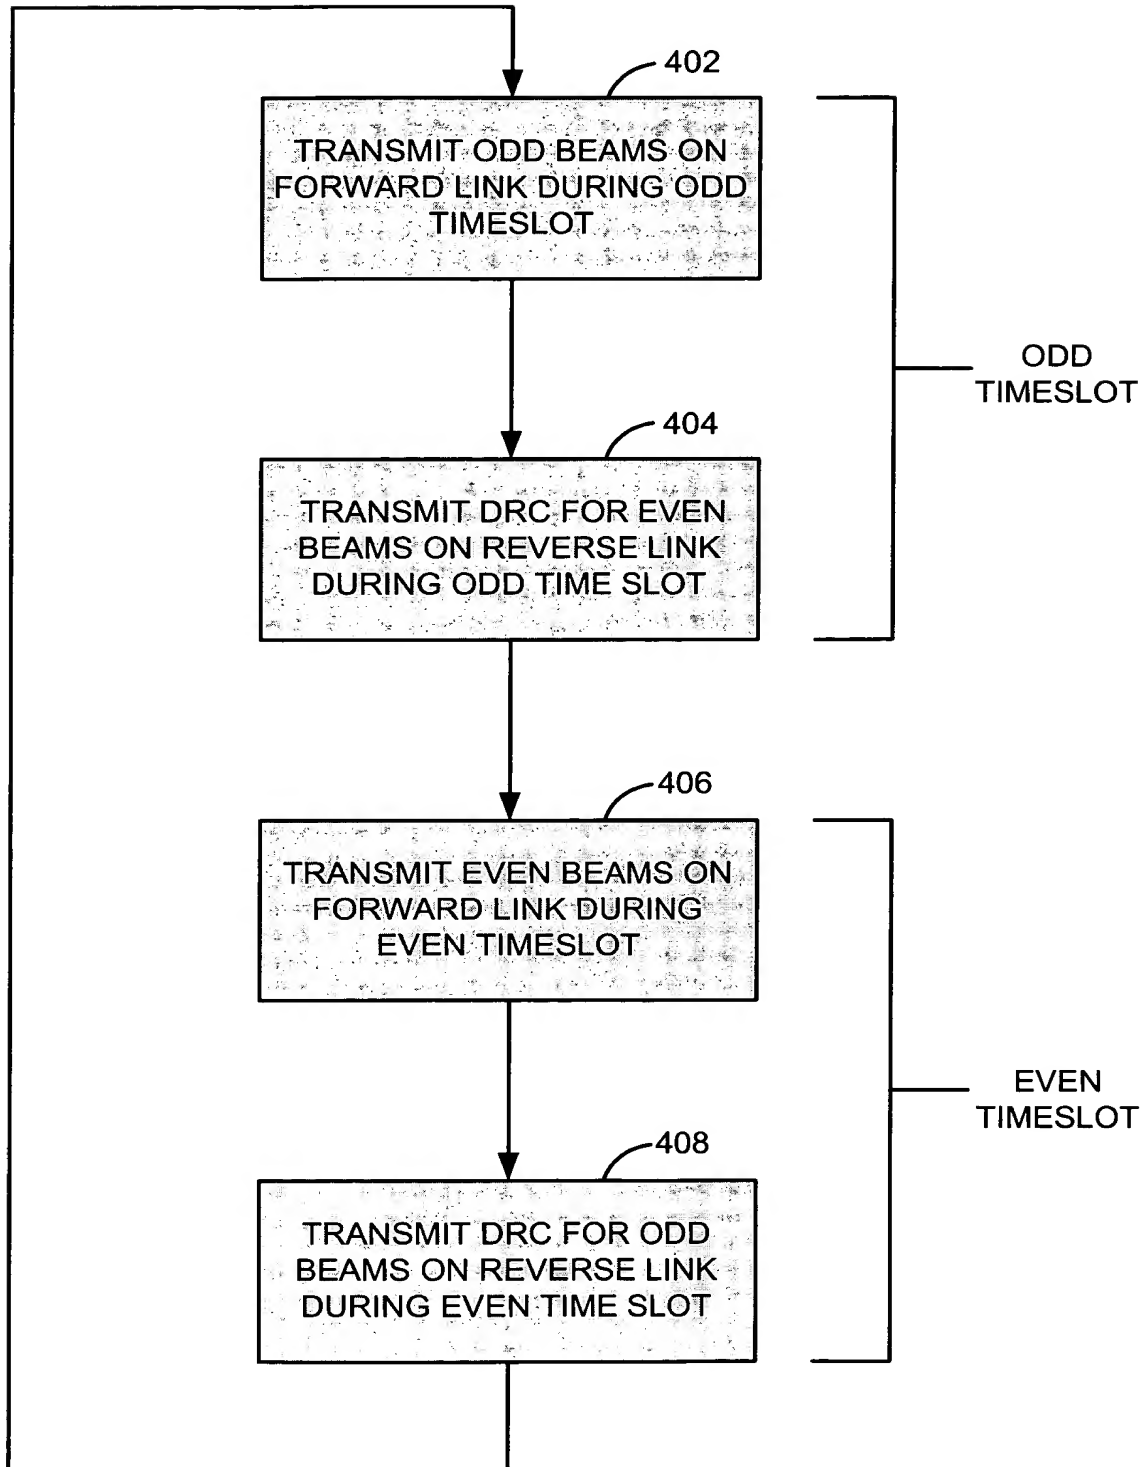 402
TRANSMIT ODD BEAMS ON
FORWARD LINK DURING ODD
TIMESLOT
ODD
TIMESLOT
404
TRANSMIT DRC FOR EVEN
BEAMS ON REVERSE LINK
DURING ODD TIME SLOT
406
TRANSMIT EVEN BEAMS ON
FORWARD LINK DURING
EVEN TIMESLOT
EVEN
TIMESLOT
408
TRANSMIT DRC FOR ODD
BEAMS ON REVERSE LINK
DURING EVEN TIME SLOT